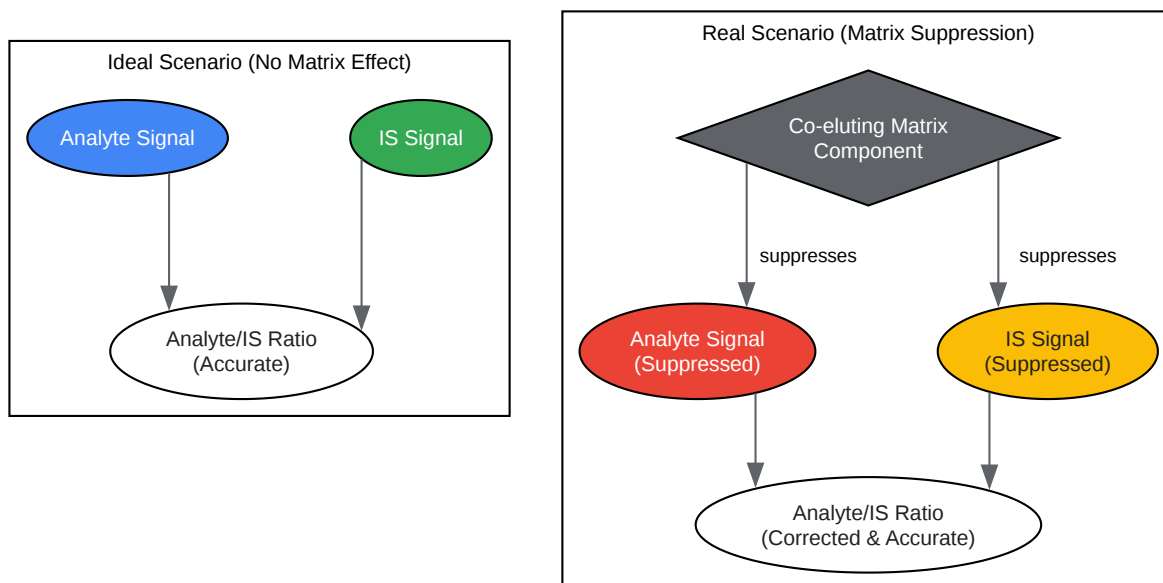 Ideal Scenario (No Matrix Effect)
Analyte Signal
IS Signal
Analyte/IS Ratio
(Accurate)
Real Scenario (Matrix Suppression)
Co-eluting Matrix
Component
suppresses
suppresses
Analyte Signal
(Suppressed)
IS Signal
(Suppressed)
Analyte/IS Ratio
(Corrected & Accurate)